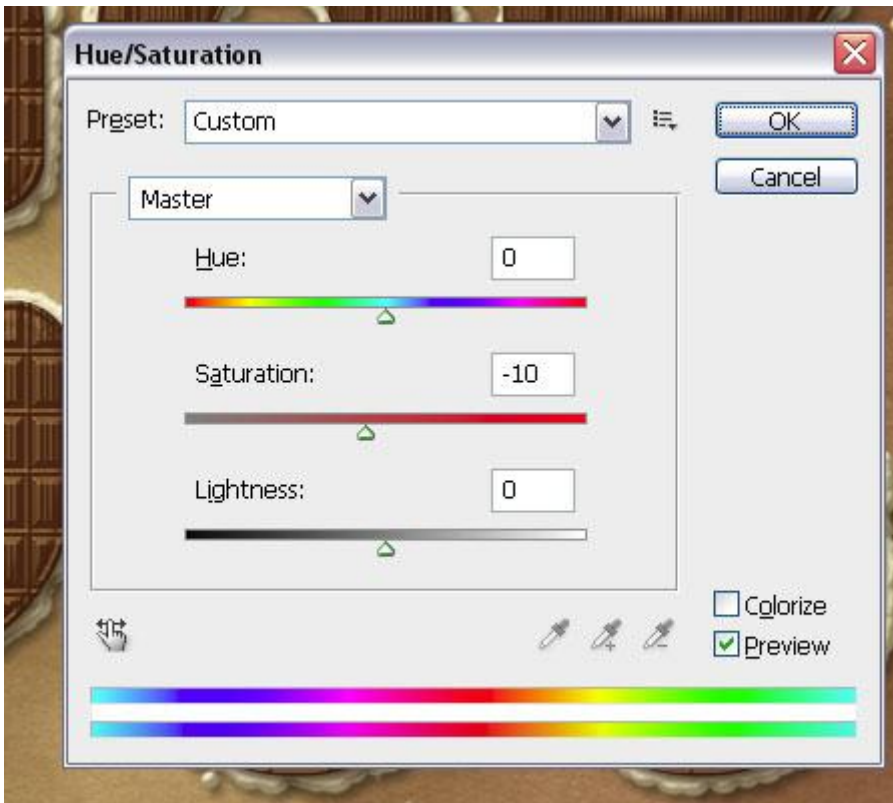 Hue/Saturation
Preset: Custom
OK
Cancel
Master
Hue: 0
Saturation: -10
Lightness: 0
Colorize
Preview